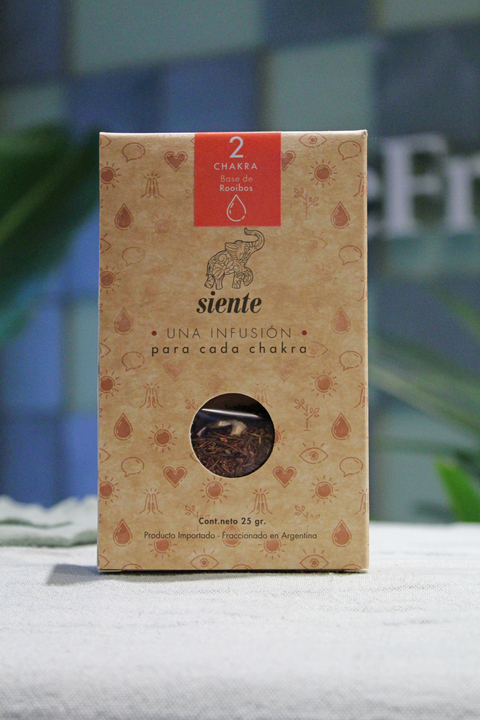 2
CHAKRA
Base de
Rooibos
siente
• UNA INFUSIÓN •
para cada chakra
Cont.neto 25 gr.
Producto Importado - Fraccionado en Argentina